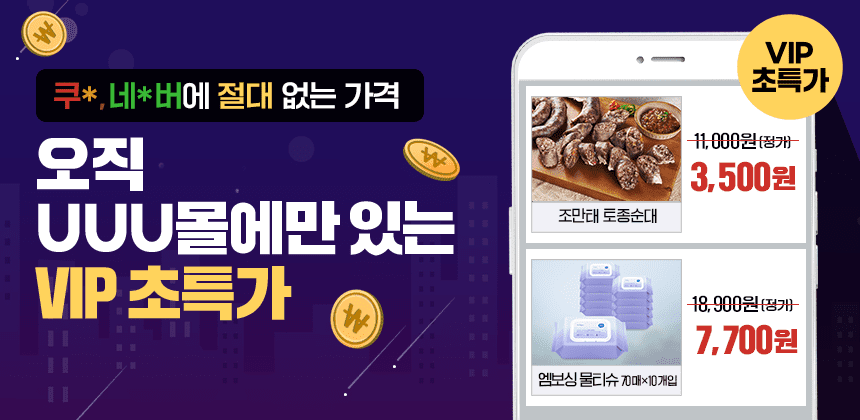 쿠*, 네*버에 절대 없는 가격
오직
UUU몰에만 있는
VIP 초특가
VIP
초특가
11,000원 (정가)
3,500원
조만태 토종순대
18,900원 (정가)
7,700원
엠보싱 물티슈 70매×10개입